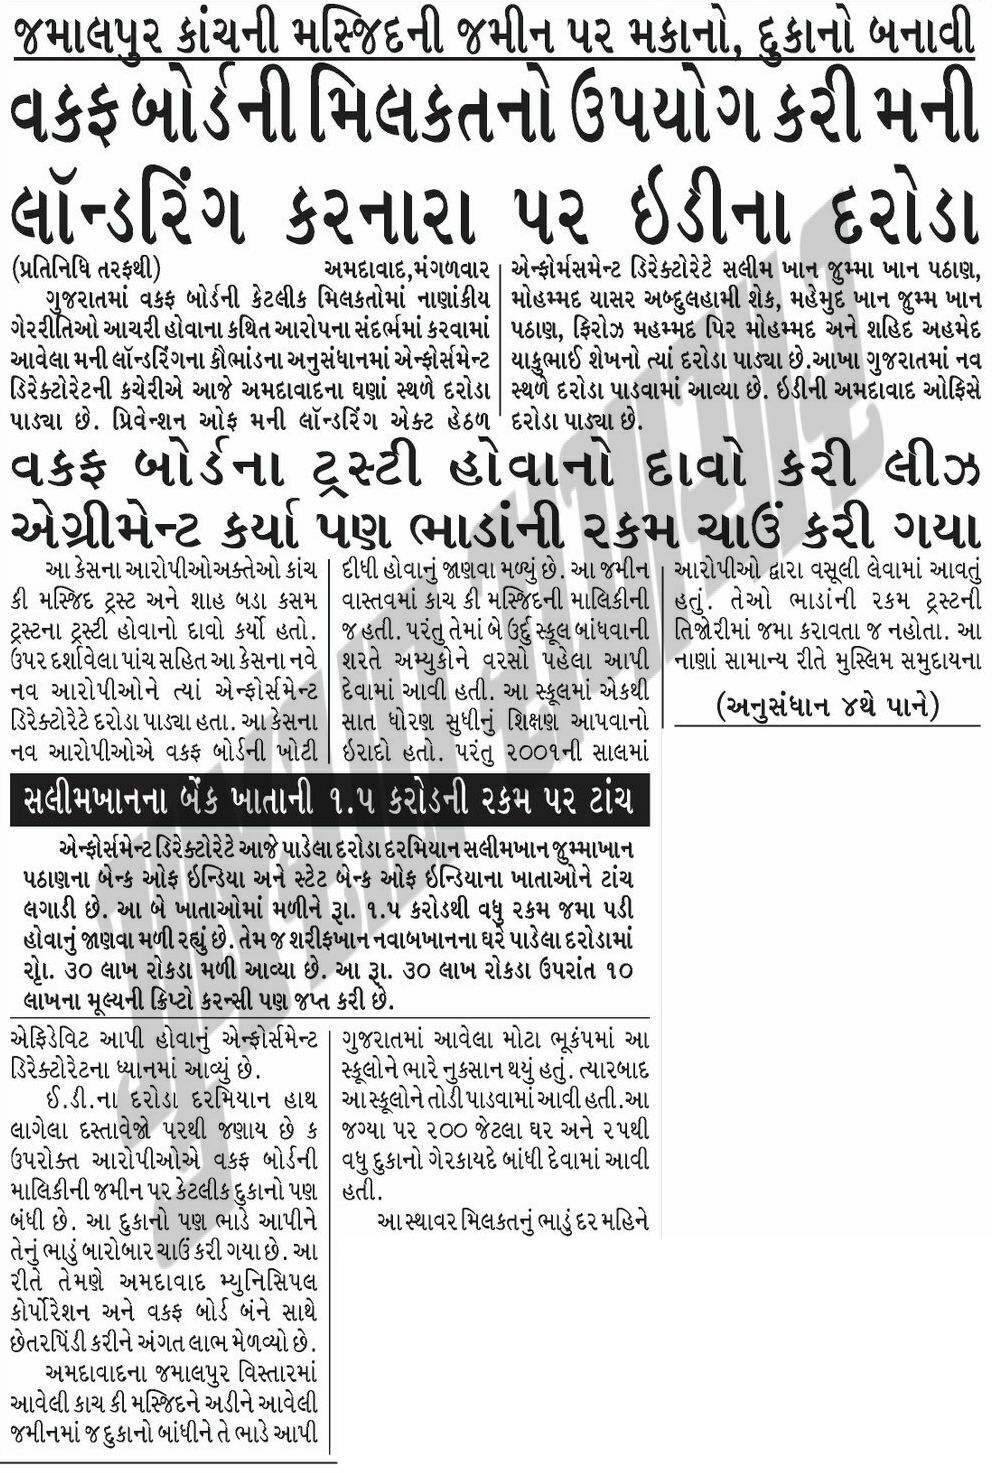 જમાલપુર કાંચની મસ્જિદની જમીન પર મકાનો, દુકાનો બનાવી
વકફ બોર્ડની મિલકતનો ઉપયોગ કરી મની
લૉન્ડરિંગ કરનારા પર ઇડીના દરોડા
(પ્રતિનિધિ તરફથી) અમદાવાદ,મંગળવાર
ગુજરાતમાં વકફ બોર્ડની કેટલીક મિલકતોમાં નાણાંકીય
ગેરરીતિઓ આચરી હોવાના કથિત આરોપના સંદર્ભમાં કરવામાં
આવેલા મની લૉન્ડરિંગના કૌભાંડના અનુસંધાનમાં એન્ફોર્સમેન્ટ
ડિરેક્ટોરેટની કચેરીએ આજે અમદાવાદના ઘણાં સ્થળે દરોડા
પાડ્યા છે. પ્રિવેન્શન ઓફ મની લૉન્ડરિંગ એક્ટ હેઠળ
એન્ફોર્મસમેન્ટ ડિરેક્ટોરેટે સલીમ ખાન જુમ્મા ખાન પઠાણ,
મોહમ્મદ યાસર અબ્દુલહામી શેક, મહેમુદ ખાન જુમ્મ ખાન
પઠાણ, ફિરોઝ મહમ્મદ પિર મોહમ્મદ અને શહિદ અહમેદ
યાકુભાઈ શેખનો ત્યાં દરોડા પાડ્યા છે.આખા ગુજરાતમાં નવ
સ્થળે દરોડા પાડવામાં આવ્યા છે. ઇડીની અમદાવાદ ઓફિસે
દરોડા પાડ્યા છે.
વકફ બોર્ડના ટ્રસ્ટી હોવાનો દાવો કરી લીઝ
એગ્રીમેન્ટ કર્યા પણ ભાડાંની રકમ ચાઉં કરી ગયા
આ કેસના આરોપીઓઅક્તેઓ કાંચ
કી મસ્જિદ ટ્રસ્ટ અને શાહ બડા કસમ
ટ્રસ્ટના ટ્રસ્ટી હોવાનો દાવો કર્યો હતો.
ઉપર દર્શાવેલા પાંચ સહિત આ કેસના નવે
નવ આરોપીઓને ત્યાં એન્ફોર્સમેન્ટ
ડિરેક્ટોરેટે દરોડા પાડ્યા હતા. આ કેસના
નવ આરોપીઓએ વકફ બોર્ડની ખોટી
સલીમખાનના બેંક ખાતાની ૧.૫ કરોડની રકમ પર ટાંચ
એન્ફોર્સમેન્ટ ડિરેક્ટોરેટે આજે પાડેલા દરોડા દરમિયાન સલીમખાન જુમ્માખાન
પઠાણના બેન્ક ઓફ ઇન્ડિયા અને સ્ટેટ બેન્ક ઓફ ઇન્ડિયાના ખાતાઓને ટાંચ
લગાડી છે. આ બે ખાતાઓમાં મળીને રૂા. ૧.૫ કરોડથી વધુ રકમ જમા પડી
હોવાનું જાણવા મળી રહ્યું છે. તેમ જ શરીફખાન નવાબખાનના ઘરે પાડેલા દરોડામાં
રોૃા. ૩૦ લાખ રોકડા મળી આવ્યા છે. આ રૂા. ૩૦ લાખ રોકડા ઉપરાંત ૧૦
લાખના મૂલ્યની ક્રિપ્ટો કરન્સી પણ જપ્ત કરી છે.
એફિડેવિટ આપી હોવાનું એન્ફોર્સમેન્ટ
ડિરેક્ટોરેટના ધ્યાનમાં આવ્યું છે.
ઈ.ડી.ના દરોડા દરમિયાન હાથ
લાગેલા દસ્તાવેજો પરથી જણાય છે ક
ઉપરોક્ત આરોપીઓએ વકફ બોર્ડની
માલિકીની જમીન પર કેટલીક દુકાનો પણ
બંધી છે. આ દુકાનો પણ ભાડે આપીને
તેનું ભાડું બારોબાર ચાઉં કરી ગયા છે. આ
રીતે તેમણે અમદાવાદ મ્યુનિસિપલ
કોર્પોરેશન અને વકફ બોર્ડ બંને સાથે
છેતરપિંડી કરીને અંગત લાભ મેળવ્યો છે.
અમદાવાદના જમાલપુર વિસ્તારમાં
આવેલી કાચ કી મસ્જિદને અડીને આવેલી
જમીનમાં જ દુકાનો બાંધીને તે ભાડે આપી
દીધી હોવાનું જાણવા મળ્યું છે. આ જમીન
વાસ્તવમાં કાચ કી મસ્જિદની માલિકીની
જ હતી. પરંતુ તેમાં બે ઉર્દુ સ્કૂલ બાંધવાની
શરતે અમ્યુકોને વરસો પહેલા આપી
દેવામાં આવી હતી. આ સ્કૂલમાં એકથી
સાત ધોરણ સુધીનું શિક્ષણ આપવાનો
ઇરાદો હતો. પરંતુ ૨૦૦૧ની સાલમાં
ગુજરાતમાં આવેલા મોટા ભૂકંપમાં આ
સ્કૂલોને ભારે નુકસાન થયું હતું. ત્યારબાદ
આ સ્કૂલોને તોડી પાડવામાં આવી હતી.આ
જગ્યા પર ૨૦૦ જેટલા ઘર અને ૨૫થી
વધુ દુકાનો ગેરકાયદે બાંધી દેવામાં આવી
હતી.
આ સ્થાવર મિલકતનું ભાડું દર મહિને
આરોપીઓ દ્વારા વસૂલી લેવામાં આવતું
હતું. તેઓ ભાડાંની રકમ ટ્રસ્ટની
તિજોરીમાં જમા કરાવતા જ નહોતા. આ
નાણાં સામાન્ય રીતે મુસ્લિમ સમુદાયના
(અનુસંધાન ૪થે પાને)